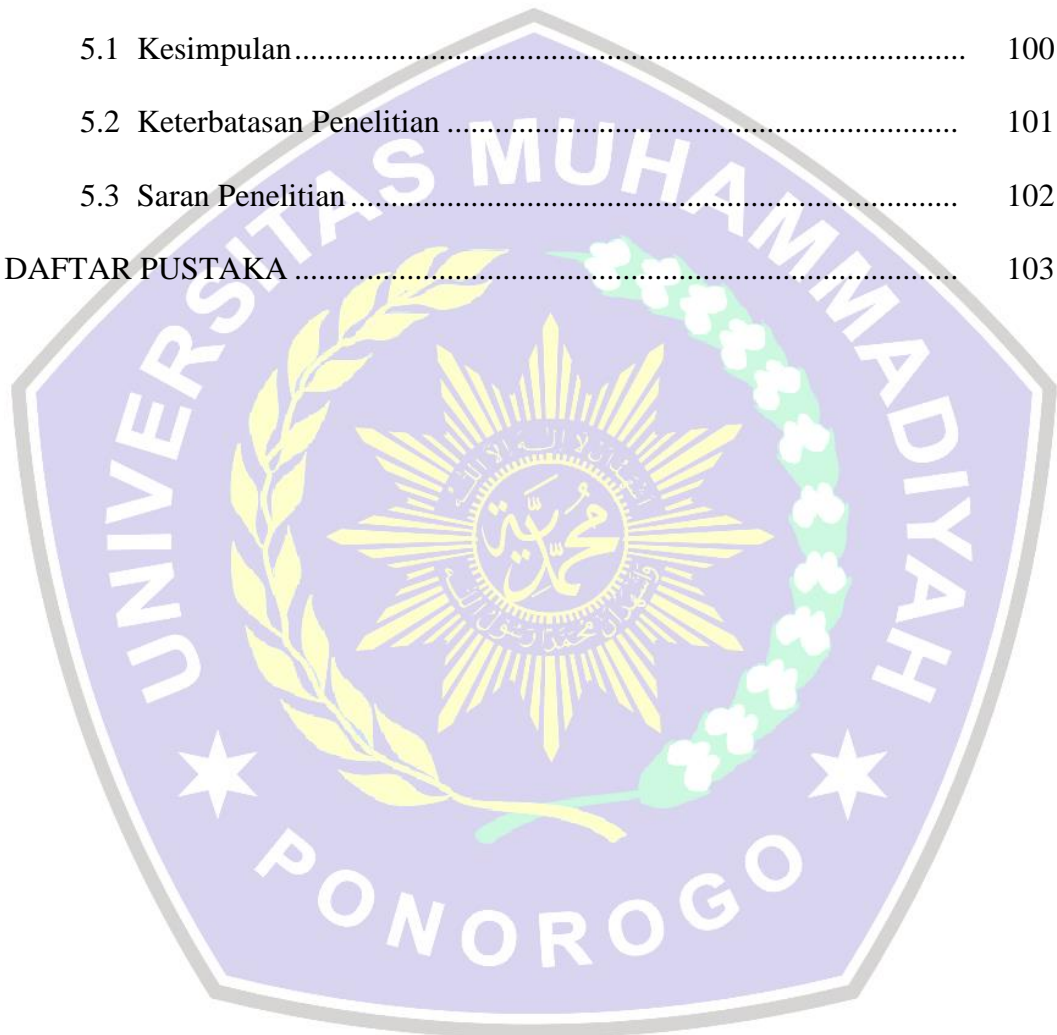 5.1 Kesimpulan.................................................................................... 100
5.2 Keterbatasan Penelitian ................................................................ 101
5.3 Saran Penelitian ............................................................................ 102
DAFTAR PUSTAKA ................................................................................... 103
UNIVERSITAS MUHAMMADIYAH
PONOROGO
محمدية